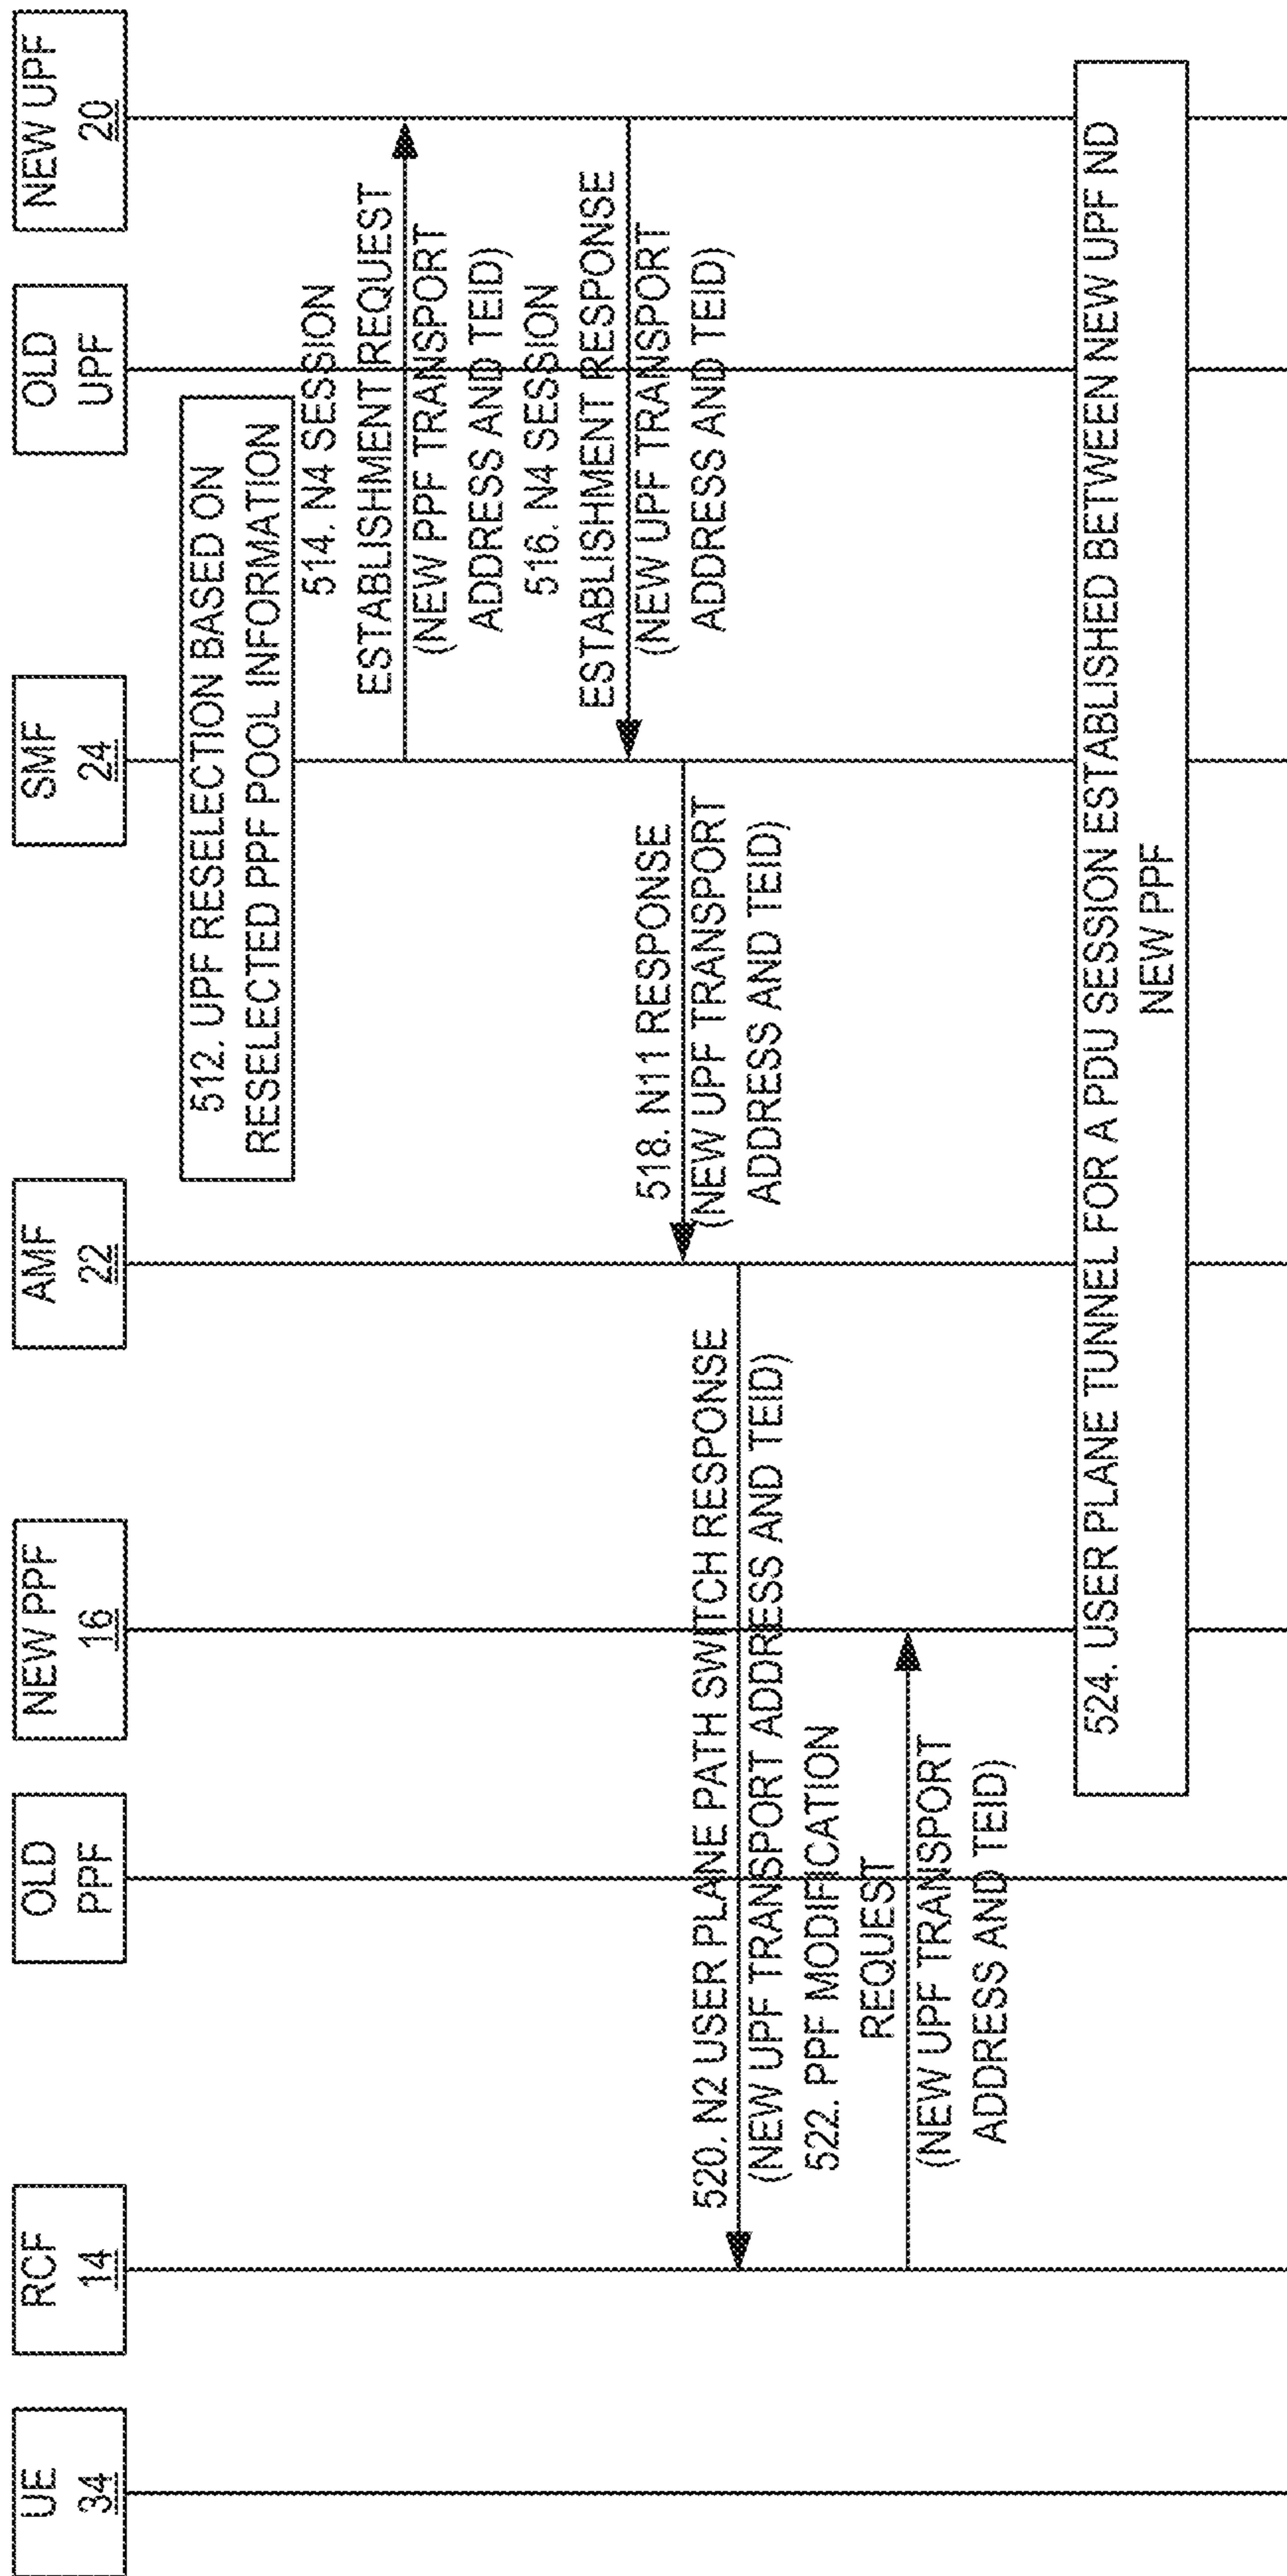 UE
34
RCF
14
OLD
PPF
NEW PPF
16
AMF
22
SMF
24
OLD
UPF
NEW UPF
20
512. UPF RESELECTION BASED ON
RESELECTED PPF POOL INFORMATION
514. N4 SESSION
ESTABLISHMENT REQUEST
(NEW PPF TRANSPORT
ADDRESS AND TEID)
516. N4 SESSION
ESTABLISHMENT RESPONSE
(NEW UPF TRANSPORT
ADDRESS AND TEID)
518. N11 RESPONSE
(NEW UPF TRANSPORT
ADDRESS AND TEID)
520. N2 USER PLANE PATH SWITCH RESPONSE
(NEW UPF TRANSPORT ADDRESS AND TEID)
522. PPF MODIFICATION
REQUEST
(NEW UPF TRANSPORT
ADDRESS AND TEID)
524. USER PLANE TUNNEL FOR A PDU SESSION ESTABLISHED BETWEEN NEW UPF ND
NEW PPF